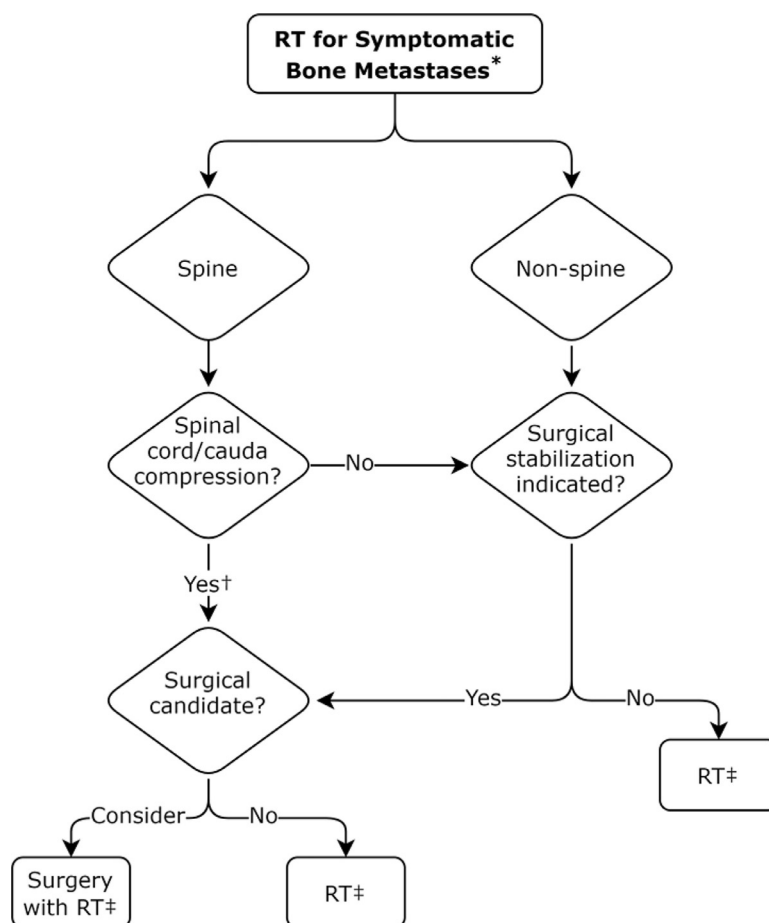 RT for Symptomatic
Bone Metastases*
Spine
Non-spine
Spinal
cord/cauda
compression?
No
Surgical
stabilization
indicated?
Yes†
Surgical
candidate?
Yes
No
RT‡
Consider
No
Surgery
with RT‡
RT‡